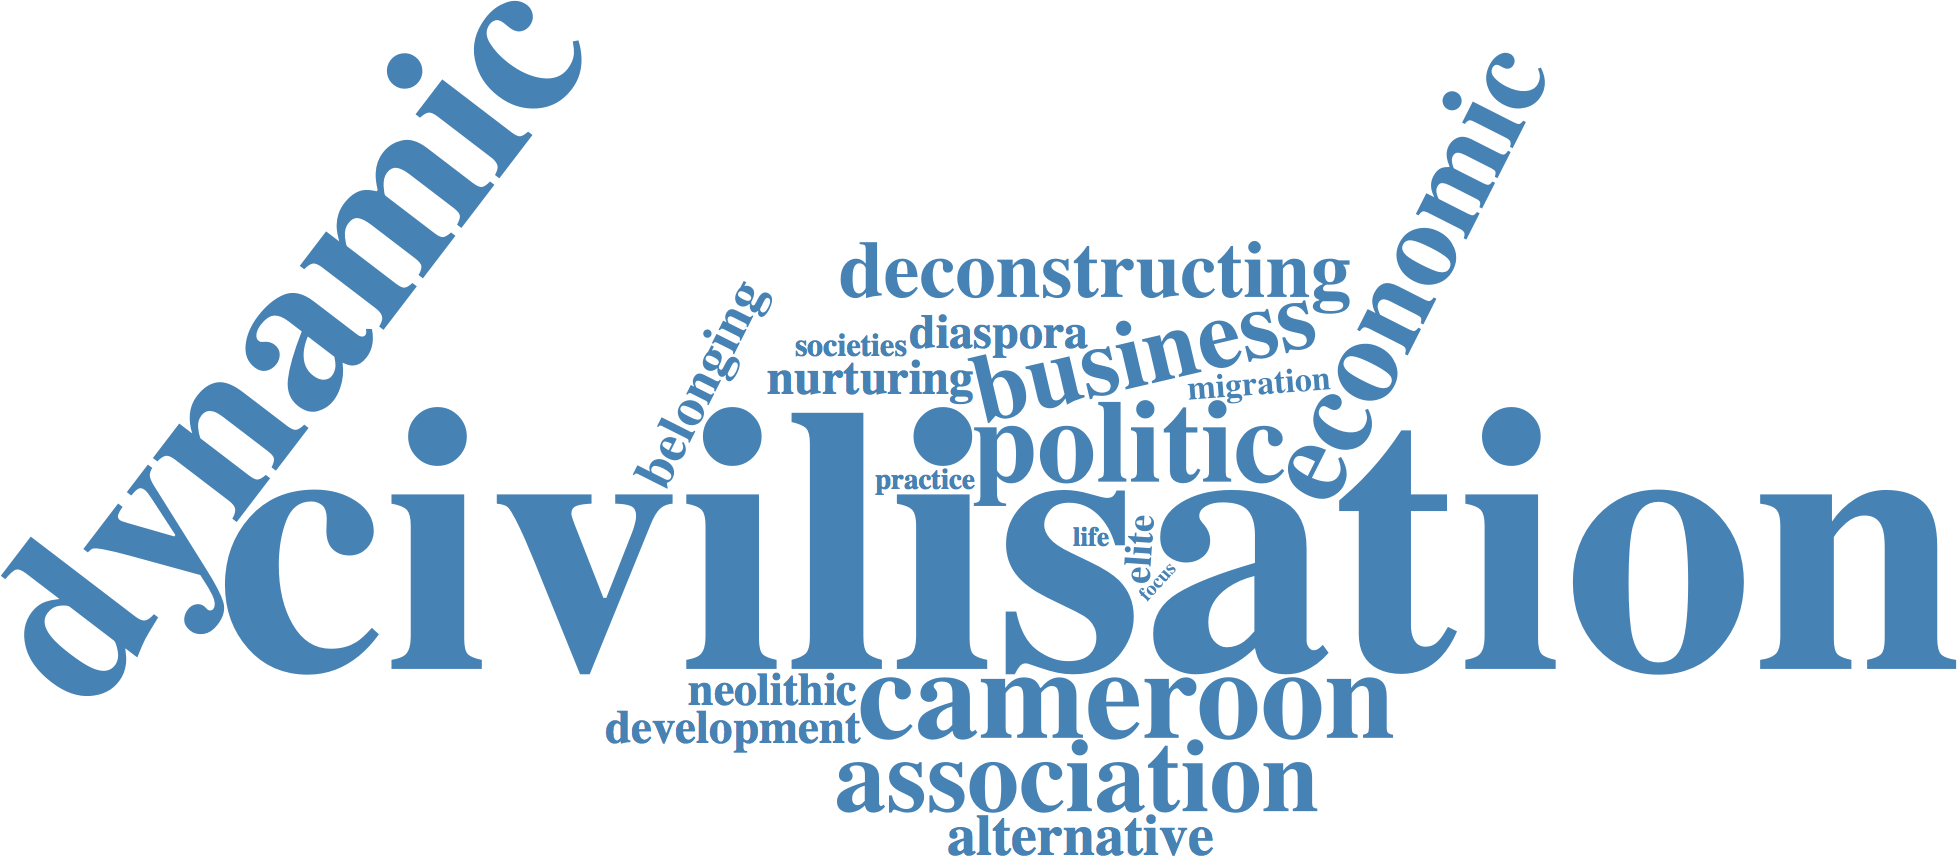 dynamic
economic
deconstructing
belonging
diaspora
societies
business
nurturing
migration
politic
practice
civilisation
life
elite
focus
neolithic
cameroon
development
association
alternative